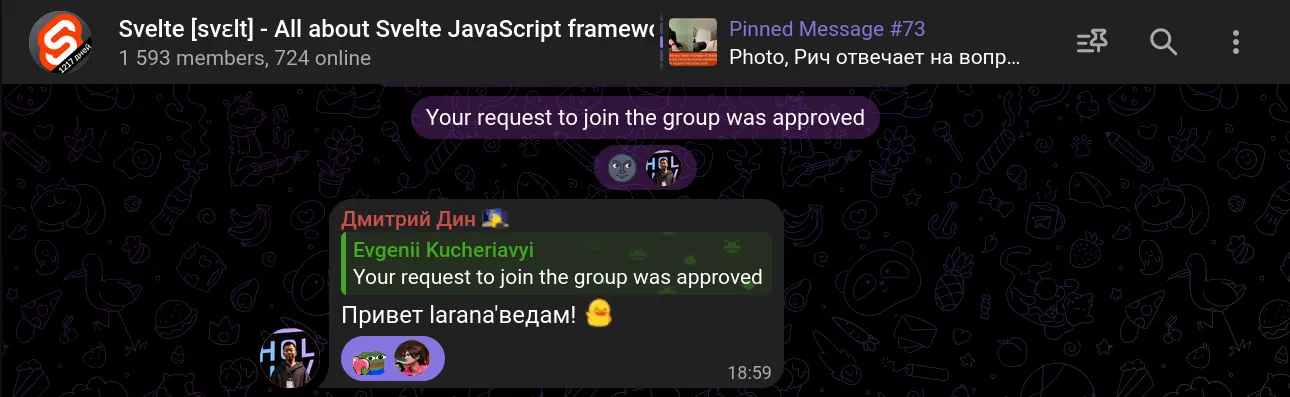 Svelte [svɛlt] - All about Svelte JavaScript framewo
1 593 members, 724 online
1217 дней
Pinned Message #73
Photo, Рич отвечает на вопр...
Your request to join the group was approved
Дмитрий Дин
Evgenii Kucheriavyi
Your request to join the group was approved
Привет larana'ведам!
18:59